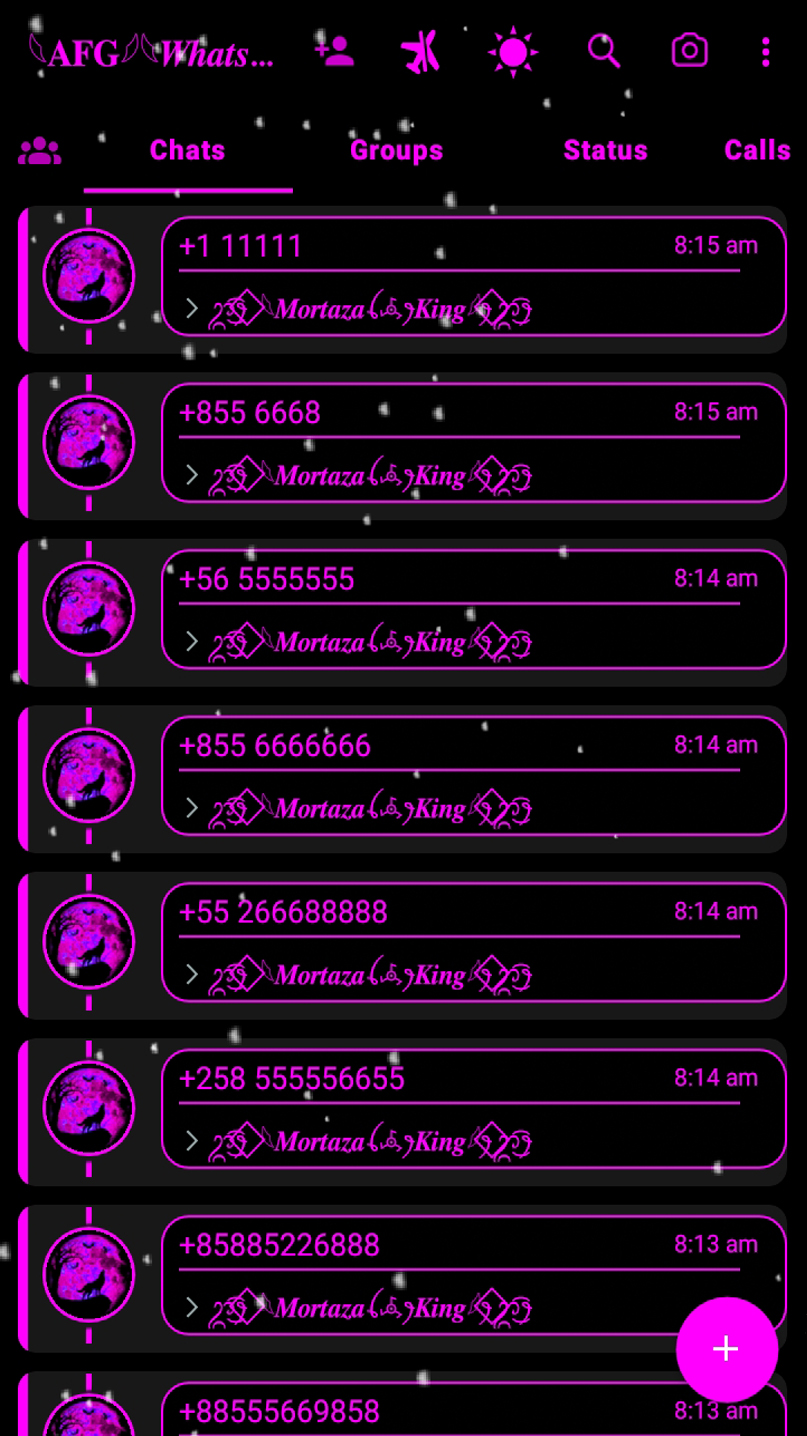 AFG Whats...
Chats Groups Status Calls
+1 11111 8:15 am
Mortaza King
+855 6668 8:15 am
Mortaza King
+56 5555555 8:14 am
Mortaza King
+855 6666666 8:14 am
Mortaza King
+55 266688888 8:14 am
Mortaza King
+258 555556655 8:14 am
Mortaza King
+85885226888 8:13 am
Mortaza King
+88555669858 8:13 am